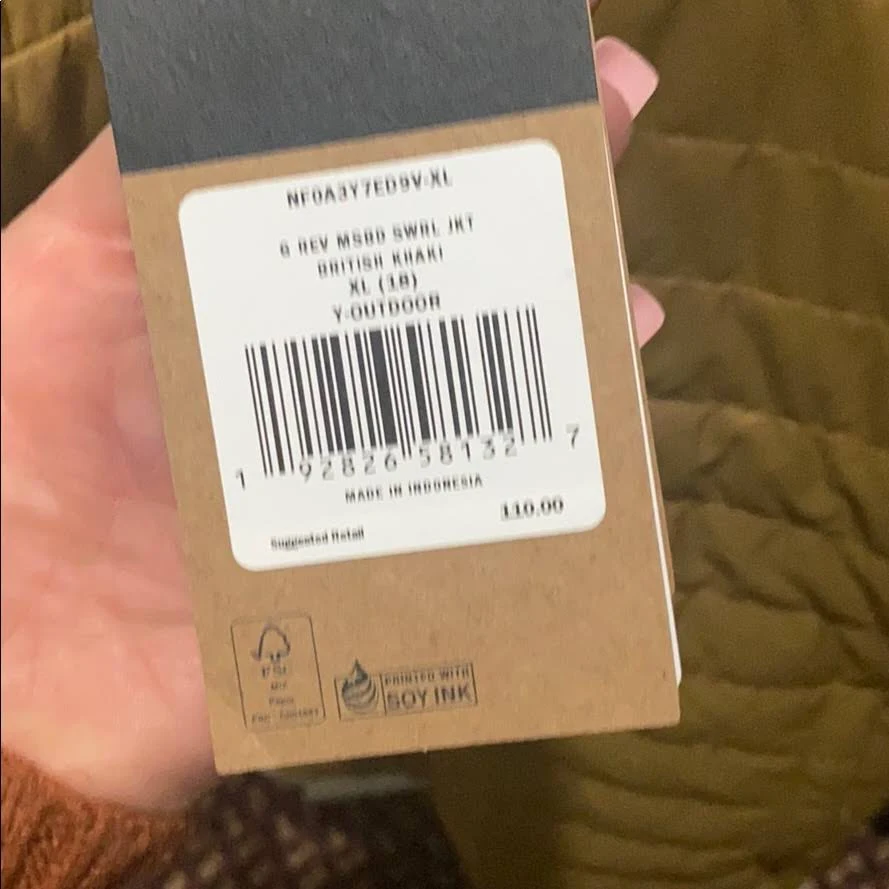 NF0A3Y7ED9V-XL
G REV MSBD SWRL JKT
BRITISH KHAKI
XL (18)
Y-OUTDOOR
1 92826 58132 7
MADE IN INDONESIA
110.00
Suggested Retail
PRINTED WITH
SOY INK